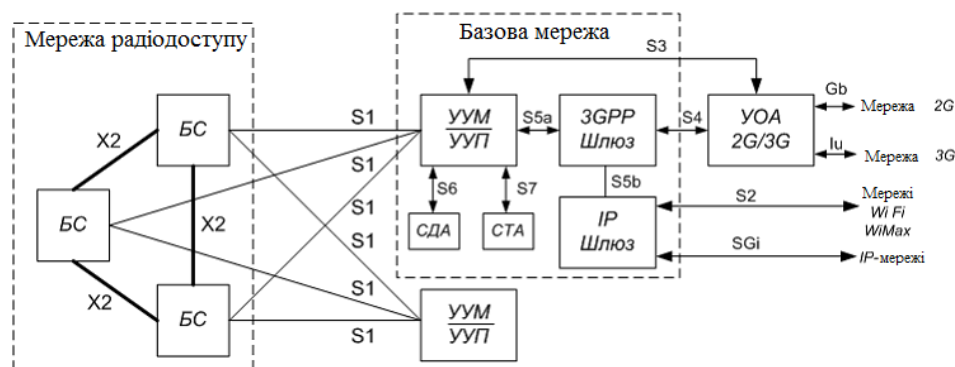 Мережа радіодоступу
Базова мережа
S3
Gb
Мережа 2G
БС
S1
УУМ
УУП
S5a
3GPP
Шлюз
S4
УОА
2G/3G
X2
S1
Iu
Мережа 3G
S6
S7
S5b
S1
БС
X2
СДА
СТА
IP
Шлюз
S2
Мережі
Wi Fi
WiMax
S1
SGi
IP-мережі
X2
БС
S1
УУМ
УУП
S1